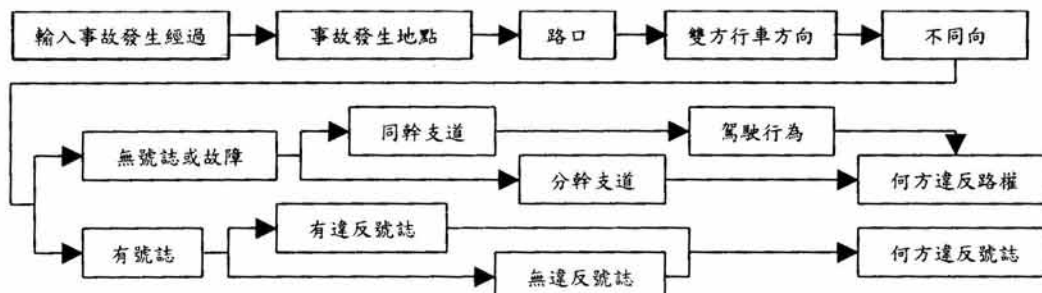 輸入事故發生經過
事故發生地點
路口
雙方行車方向
不同向
同幹支道
駕駛行為
無號誌或故障
分幹支道
何方違反路權
有違反號誌
有號誌
何方違反號誌
無違反號誌